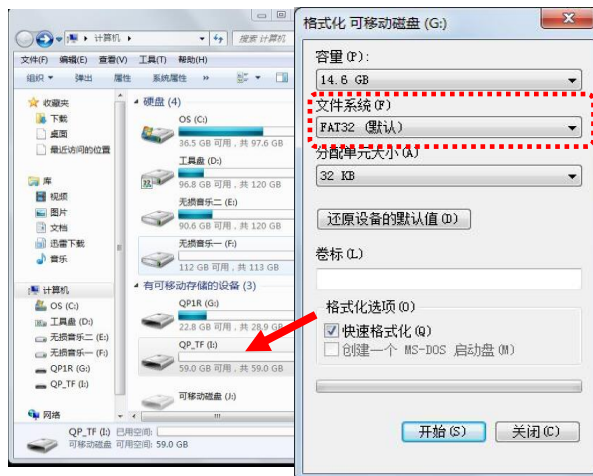 计算机
搜索 计算机
文件(F) 编辑(E) 查看(V) 工具(T) 帮助(H)
组织 弹出 属性 系统属性 »
收藏夹
下载
桌面
最近访问的位置
库
视频
图片
文档
迅雷下载
音乐
计算机
OS (C:)
工具盘 (D:)
无损音乐二 (E:)
无损音乐一 (F:)
QP1R (G:)
QP_TF (I:)
网络
硬盘 (4)
OS (C:)
36.5 GB 可用，共 97.6 GB
工具盘 (D:)
96.8 GB 可用，共 120 GB
无损音乐二 (E:)
90.6 GB 可用，共 120 GB
无损音乐一 (F:)
112 GB 可用，共 113 GB
有可移动存储的设备 (3)
QP1R (G:)
22.8 GB 可用，共 28.9 GB
QP_TF (I:)
59.0 GB 可用，共 59.0 GB
可移动磁盘 (J:)
QP_TF (I:) 已用空间:
可移动磁盘 可用空间: 59.0 GB
格式化 可移动磁盘 (G:)
容量(P):
14.6 GB
文件系统(F)
FAT32 (默认)
分配单元大小(A)
32 KB
还原设备的默认值(D)
卷标(L)
格式化选项(O)
快速格式化(Q)
创建一个 MS-DOS 启动盘(M)
开始(S) 关闭(C)